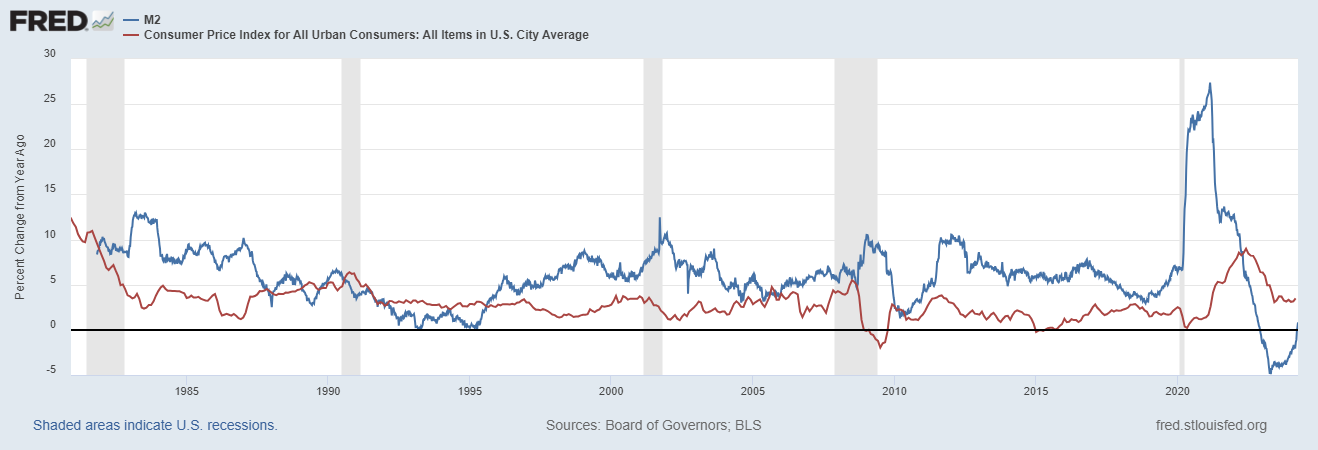 FRED
M2
Consumer Price Index for All Urban Consumers: All Items in U.S. City Average
Percent Change from Year Ago
30
25
20
15
10
5
0
-5
1985 1990 1995 2000 2005 2010 2015 2020
Shaded areas indicate U.S. recessions. Sources: Board of Governors; BLS fred.stlouisfed.org